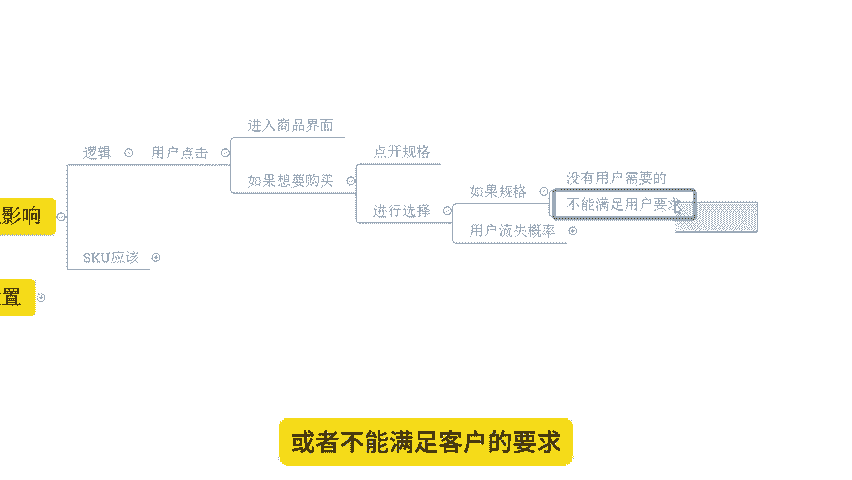 进入商品界面
逻辑
用户点击
点开规格
如果想要购买
没有用户需要的
如果规格
不能满足用户要求
进行选择
影响
用户流失概率
SKU应该
置
或者不能满足客户的要求